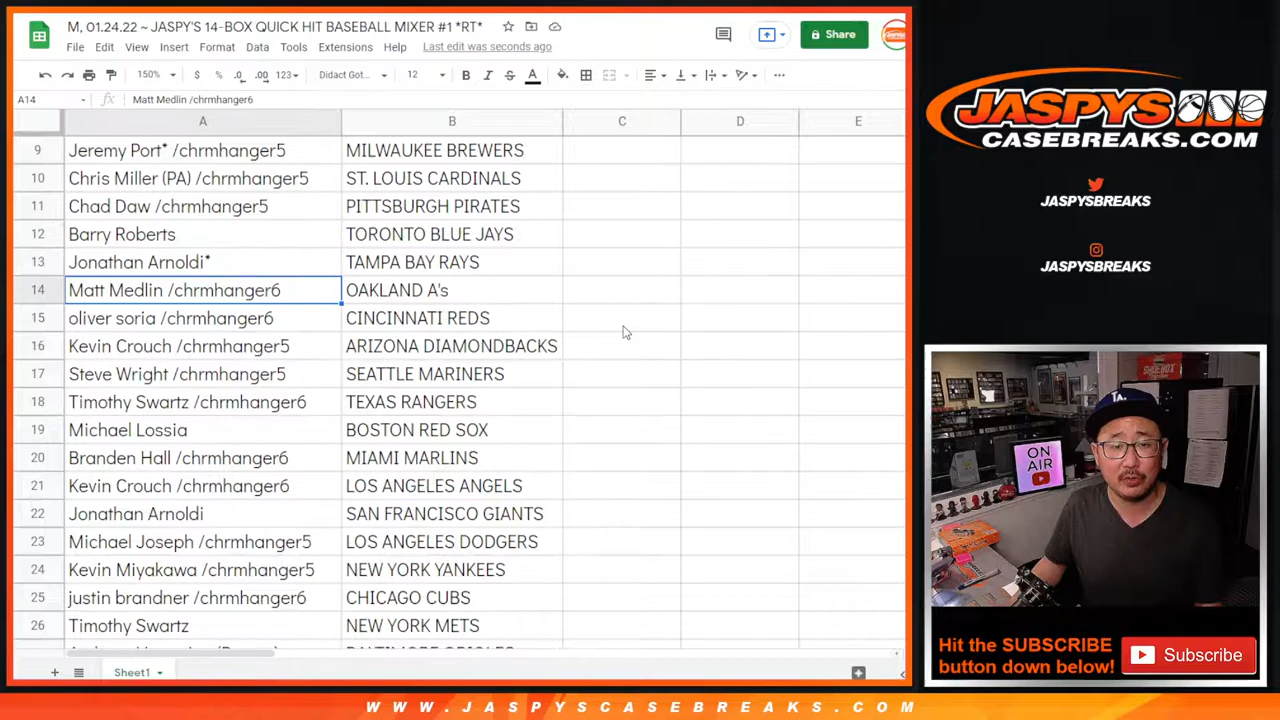 M, 01.24.22 ~ JASPY'S 14-BOX QUICK HIT BASEBALL MIXER #1 *RT*
File Edit View Insert Format Data Tools Extensions Help Last edit was seconds ago
Share
150% $ % .0 .00 123 Didact Got... 12 B I S A
A14 fx Matt Medlin /chrmhanger6
A B C D E
9 Jeremy Port* /chrmhanger5 MILWAUKEE BREWERS
10 Chris Miller (PA) /chrmhanger5 ST. LOUIS CARDINALS
11 Chad Daw /chrmhanger5 PITTSBURGH PIRATES
12 Barry Roberts TORONTO BLUE JAYS
13 Jonathan Arnoldi* TAMPA BAY RAYS
14 Matt Medlin /chrmhanger6 OAKLAND A's
15 oliver soria /chrmhanger6 CINCINNATI REDS
16 Kevin Crouch /chrmhanger5 ARIZONA DIAMONDBACKS
17 Steve Wright /chrmhanger5 SEATTLE MARINERS
18 Timothy Swartz /chrmhanger6 TEXAS RANGERS
19 Michael Lossia BOSTON RED SOX
20 Branden Hall /chrmhanger6 MIAMI MARLINS
21 Kevin Crouch /chrmhanger6 LOS ANGELES ANGELS
22 Jonathan Arnoldi SAN FRANCISCO GIANTS
23 Michael Joseph /chrmhanger5 LOS ANGELES DODGERS
24 Kevin Miyakawa /chrmhanger5 NEW YORK YANKEES
25 justin brandner /chrmhanger6 CHICAGO CUBS
26 Timothy Swartz NEW YORK METS
Sheet1
JASPYS
CASEBREAKS.COM
JASPYSBREAKS
JASPYSBREAKS
SHOEBOX
ON
AIR
LA
Hit the SUBSCRIBE
button down below!
Subscribe
WWW.JASPYSCASEBREAKS.COM